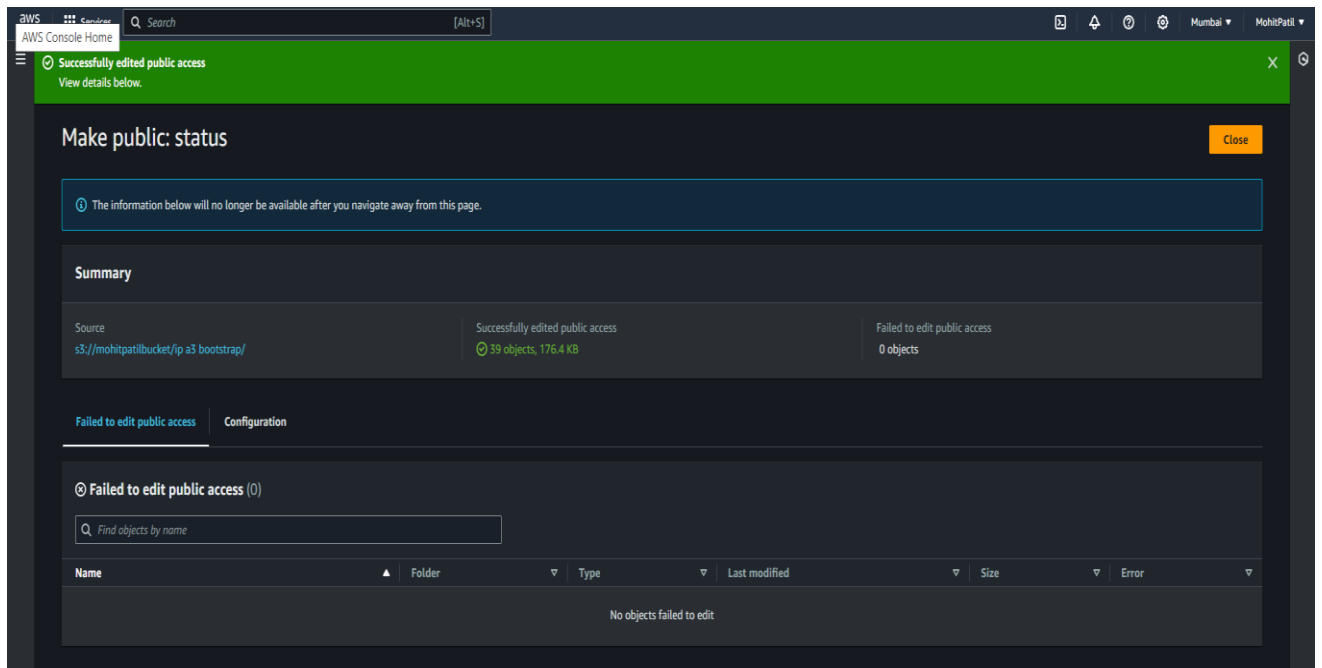 aws Services Search [Alt+S] Mumbai ▼ MohitPatil ▼
AWS Console Home
Successfully edited public access
View details below.
Make public: status Close
The information below will no longer be available after you navigate away from this page.
Summary
Source Successfully edited public access Failed to edit public access
s3://mohitpatilbucket/ip a3 bootstrap/ 39 objects, 176.4 KB 0 objects
Failed to edit public access Configuration
Failed to edit public access (0)
Find objects by name
Name Folder Type Last modified Size Error
No objects failed to edit